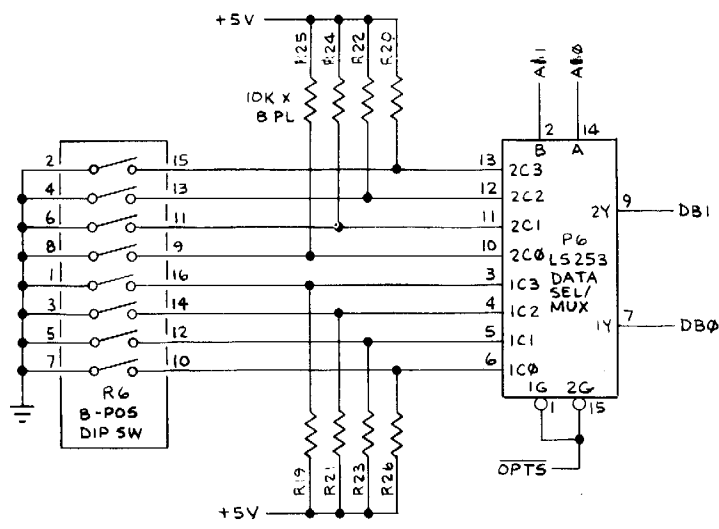 +5V
R25
R24
R22
R20
10K x
8 PL
AB1
AB0
2
14
B
A
2
15
13
2C3
4
13
12
2C2
9
2Y
DB1
6
11
11
2C1
8
9
10
2C0
P6
LS253
DATA
SEL/
MUX
1
16
3
1C3
3
14
4
1C2
7
1Y
DB0
5
12
5
1C1
7
10
6
1C0
R6
8-POS
DIP SW
1G
2G
1
15
OPTS
R19
R21
R23
R26
+5V